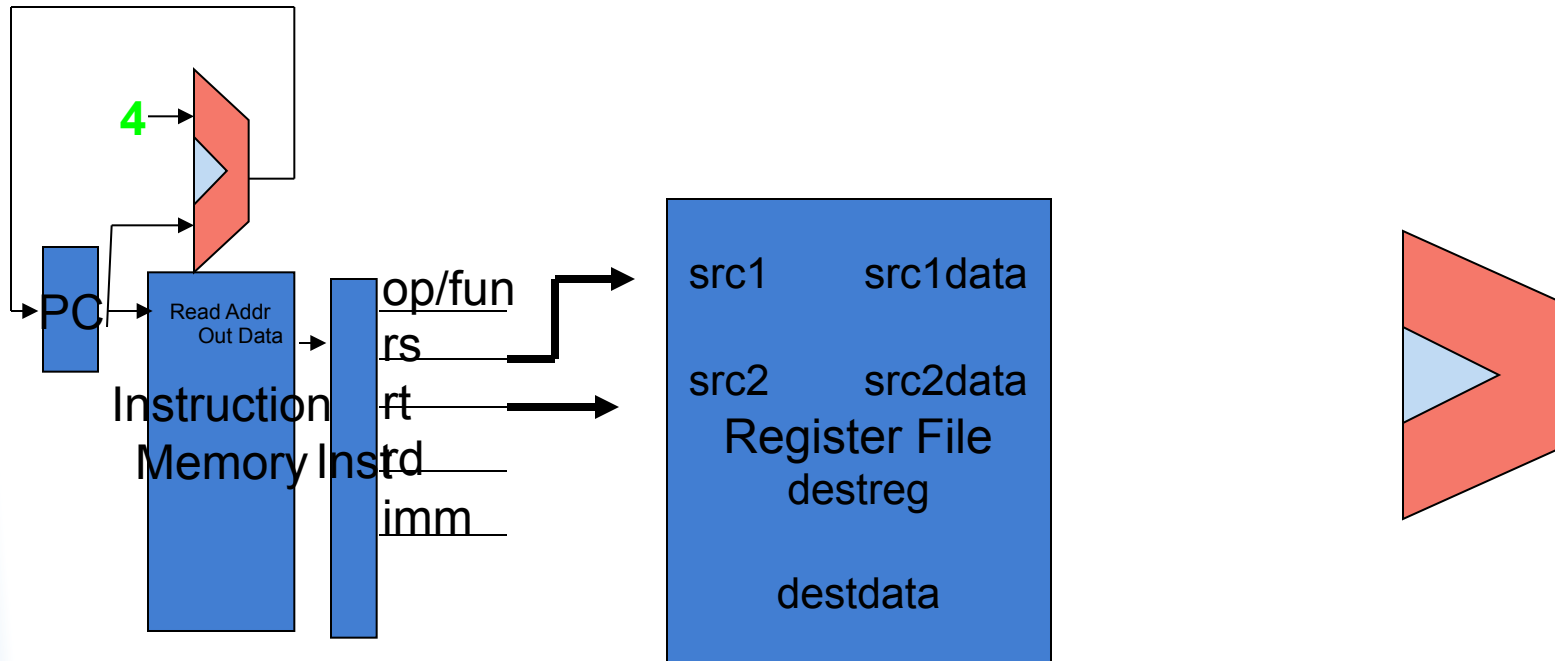 4
PC
Read Addr
Out Data
Instruction
Memory
Inst
op/fun
rs
rt
rd
imm
src1
src1data
src2
src2data
Register File
destreg
destdata